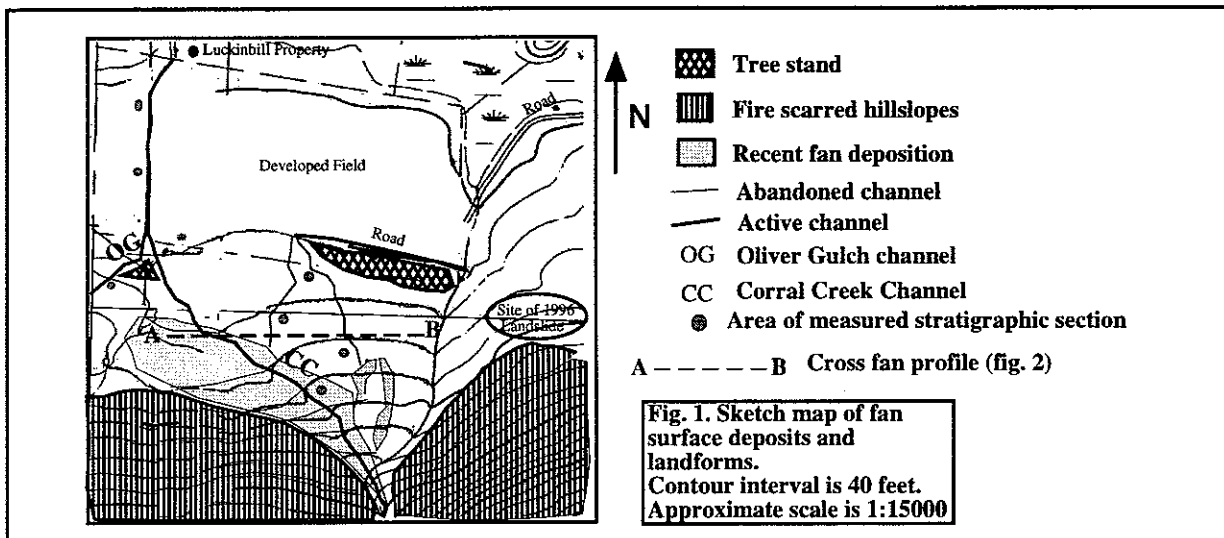 Luckinbill Property
Road
Developed Field
Road
OG
Site of 1996
Landslide
A
B
CC
N
Tree stand
Fire scarred hillslopes
Recent fan deposition
Abandoned channel
Active channel
OG Oliver Gulch channel
CC Corral Creek Channel
Area of measured stratigraphic section
A – – – – – B Cross fan profile (fig. 2)
Fig. 1. Sketch map of fan
surface deposits and
landforms.
Contour interval is 40 feet.
Approximate scale is 1:15000